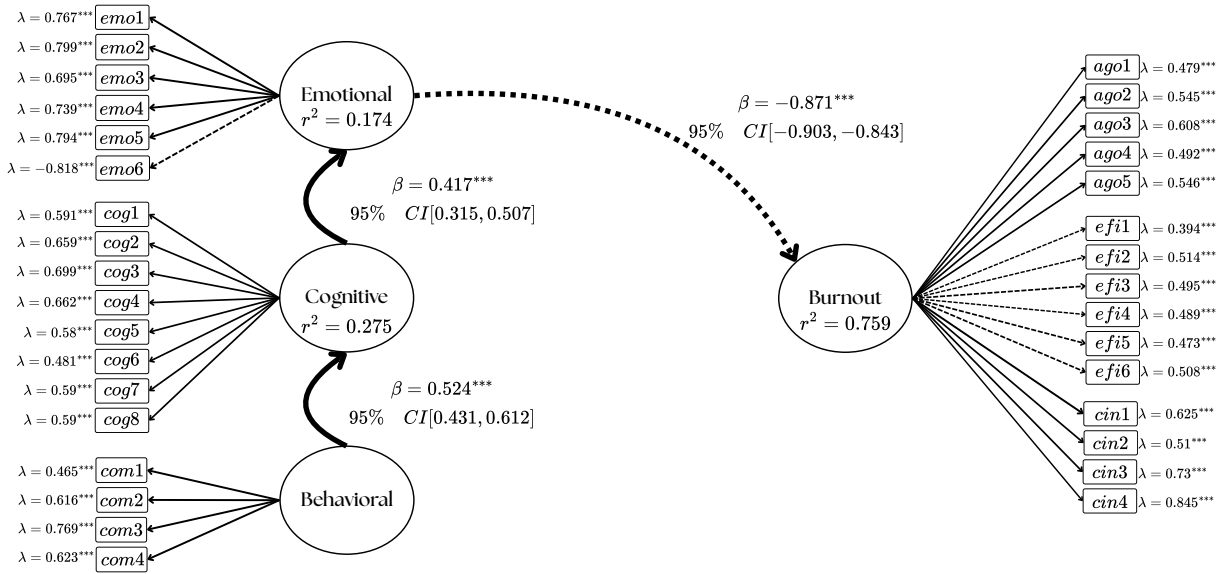 λ = 0.767*** emo1
λ = 0.799*** emo2
λ = 0.695*** emo3
λ = 0.739*** emo4
λ = 0.794*** emo5
λ = −0.818*** emo6
Emotional
r² = 0.174
β = −0.871***
95% CI[−0.903, −0.843]
β = 0.417***
95% CI[0.315, 0.507]
λ = 0.591*** cog1
λ = 0.659*** cog2
λ = 0.699*** cog3
λ = 0.662*** cog4
λ = 0.58*** cog5
λ = 0.481*** cog6
λ = 0.59*** cog7
λ = 0.59*** cog8
Cognitive
r² = 0.275
β = 0.524***
95% CI[0.431, 0.612]
λ = 0.465*** com1
λ = 0.616*** com2
λ = 0.769*** com3
λ = 0.623*** com4
Behavioral
Burnout
r² = 0.759
ago1 λ = 0.479***
ago2 λ = 0.545***
ago3 λ = 0.608***
ago4 λ = 0.492***
ago5 λ = 0.546***
efi1 λ = 0.394***
efi2 λ = 0.514***
efi3 λ = 0.495***
efi4 λ = 0.489***
efi5 λ = 0.473***
efi6 λ = 0.508***
cin1 λ = 0.625***
cin2 λ = 0.51***
cin3 λ = 0.73***
cin4 λ = 0.845***